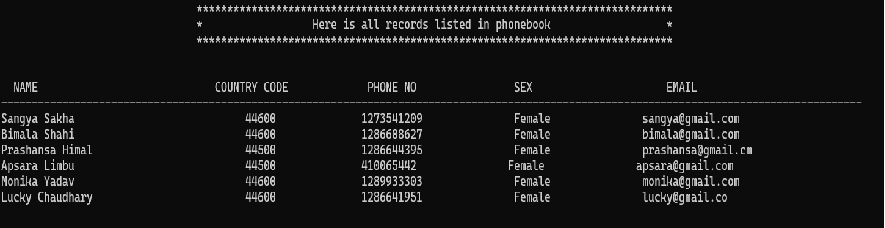 ******************************************************************************
* Here is all records listed in phonebook *
******************************************************************************
NAME COUNTRY CODE PHONE NO SEX EMAIL
Sangya Sakha 44600 1273541209 Female sangya@gmail.com
Bimala Shahi 44600 1286608627 Female bimala@gmail.com
Prashansa Himal 44500 1286644395 Female prashansa@gmail.cm
Apsara Limbu 44500 410065442 Female apsara@gmail.com
Monika Yadav 44600 1289933303 Female monika@gmail.com
Lucky Chaudhary 44600 1286641951 Female lucky@gmail.co